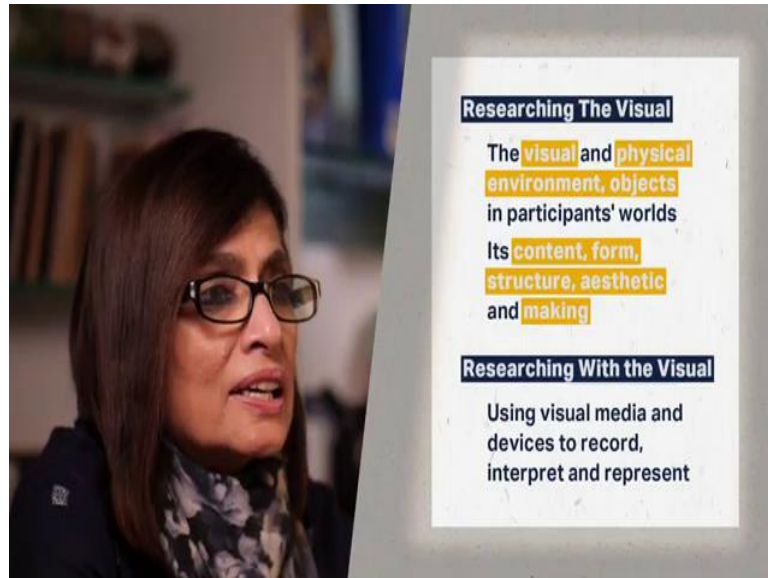 Researching The Visual
The visual and physical
environment, objects
in participants' worlds
Its content, form,
structure, aesthetic
and making
Researching With the Visual
Using visual media and
devices to record,
interpret and represent